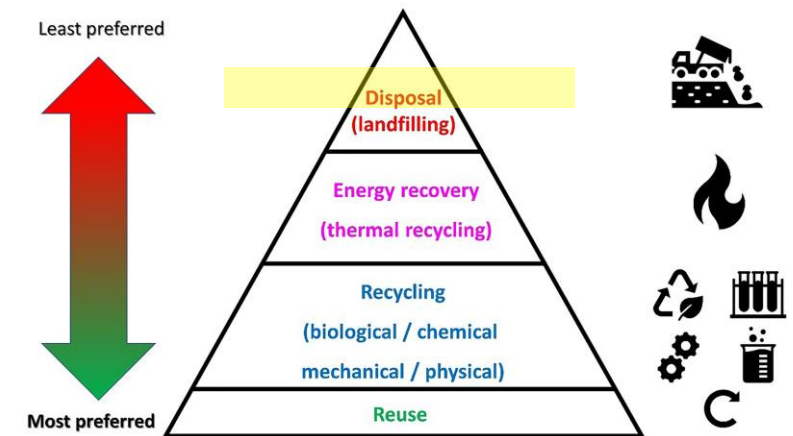 Least preferred
Disposal
(landfilling)
Energy recovery
(thermal recycling)
Recycling
(biological / chemical
mechanical / physical)
Most preferred
Reuse